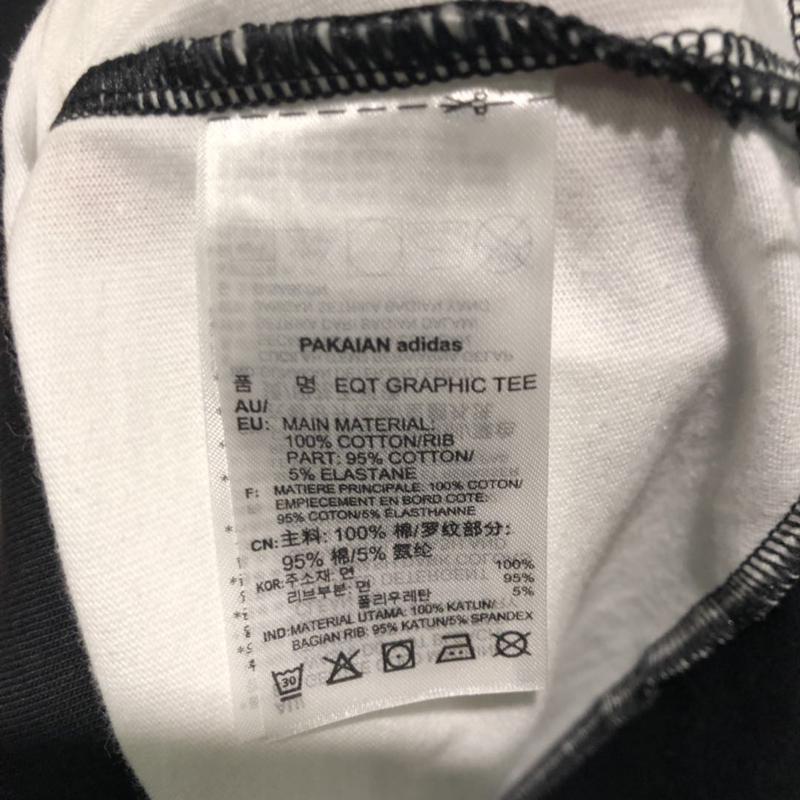 PAKAIAN adidas
품 명 EQT GRAPHIC TEE
AU/
EU: MAIN MATERIAL:
100% COTTON/RIB
PART: 95% COTTON/
5% ELASTANE
F: MATIERE PRINCIPALE: 100% COTON/
EMPIECEMENT EN BORD COTE:
95% COTON/5% ELASTHANNE
CN: 主料: 100% 棉/罗纹部分:
95% 棉/5% 氨纶
KOR: 주소재: 면 100%
리브부분: 면 95%
폴리우레탄 5%
IND: MATERIAL UTAMA: 100% KATUN/
BAGIAN RIB: 95% KATUN/5% SPANDEX
30